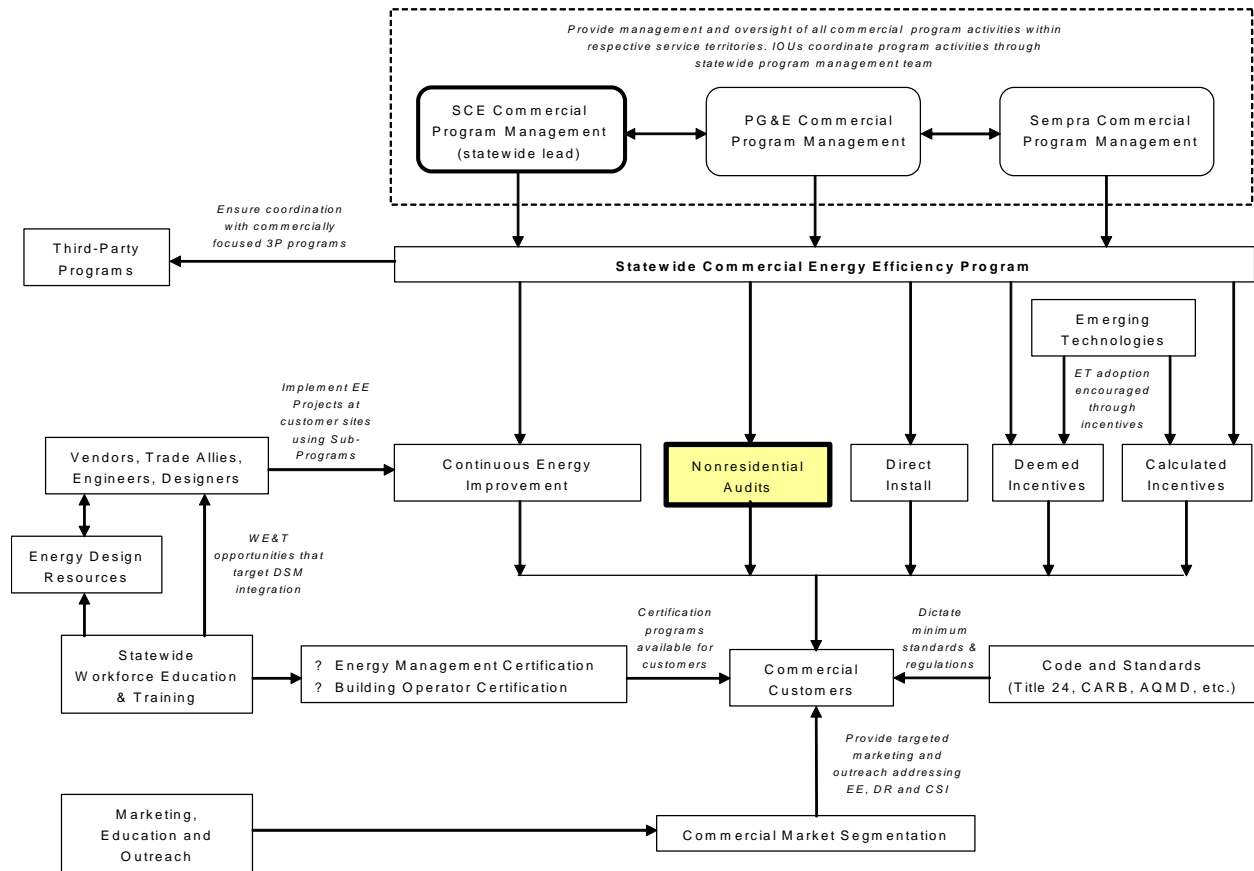 Provide management and oversight of all commercial program activities within
respective service territories. IOUs coordinate program activities through
statewide program management team
SCE Commercial
Program Management
(statewide lead)
PG&E Commercial
Program Management
Sempra Commercial
Program Management
Ensure coordination
with commercially
focused 3P programs
Third-Party
Programs
Statewide Commercial Energy Efficiency Program
Emerging
Technologies
ET adoption
encouraged
through
incentives
Implement EE
Projects at
customer sites
using Sub-
Programs
Vendors, Trade Allies,
Engineers, Designers
Continuous Energy
Improvement
Nonresidential
Audits
Direct
Install
Deemed
Incentives
Calculated
Incentives
Energy Design
Resources
WE&T
opportunities that
target DSM
integration
Statewide
Workforce Education
& Training
? Energy Management Certification
? Building Operator Certification
Certification
programs
available for
customers
Commercial
Customers
Dictate
minimum
standards &
regulations
Code and Standards
(Title 24, CARB, AQMD, etc.)
Provide targeted
marketing and
outreach addressing
EE, DR and CSI
Marketing,
Education and
Outreach
Commercial Market Segmentation